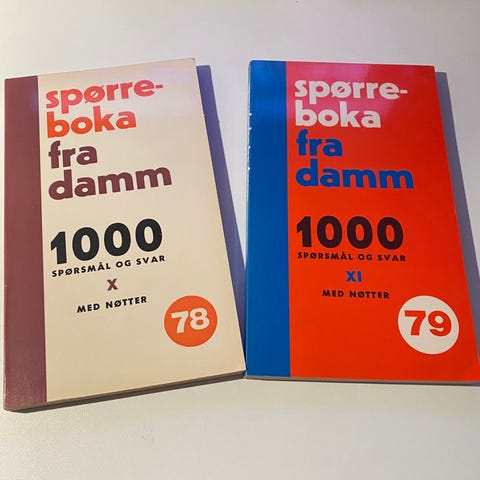 spørre-
boka
fra
damm
1000
SPØRSMÅL OG SVAR
X
MED NØTTER
78
spørre-
boka
fra
damm
1000
SPØRSMÅL OG SVAR
XI
MED NØTTER
79